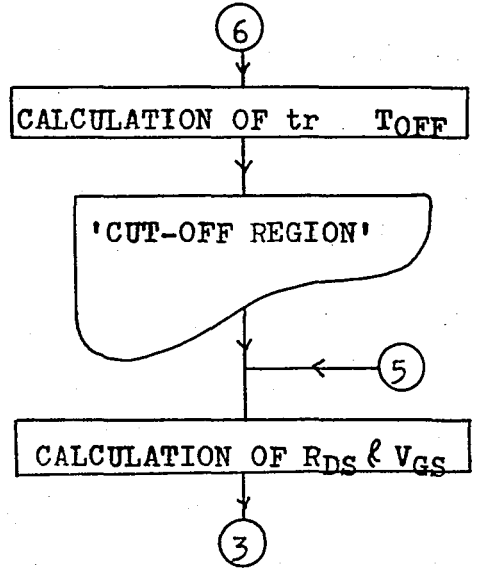 6
CALCULATION OF tr TOFF
'CUT-OFF REGION'
5
CALCULATION OF RDS & VGS
3